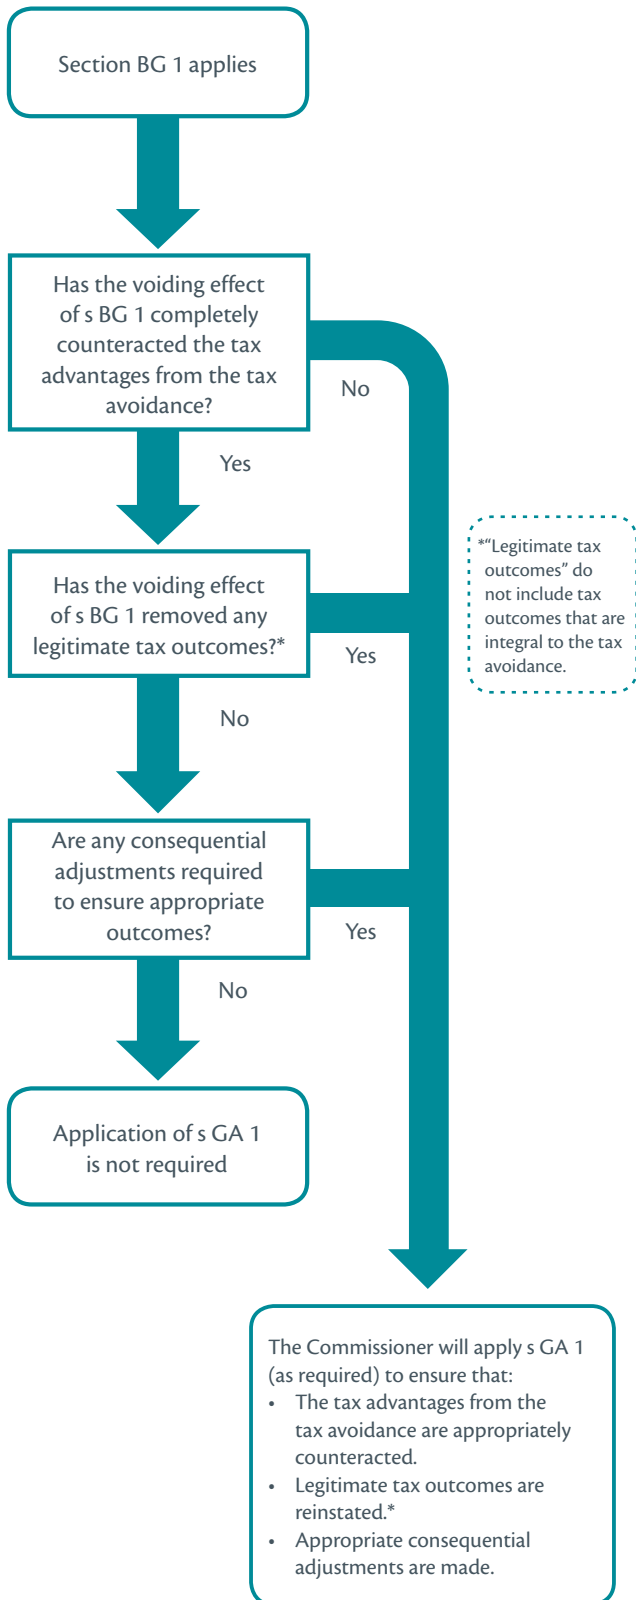 Section BG 1 applies
Has the voiding effect
of s BG 1 completely
counteracted the tax
advantages from the tax
avoidance?
No
Yes
*“Legitimate tax
outcomes” do
not include tax
outcomes that are
integral to the tax
avoidance.
Has the voiding effect
of s BG 1 removed any
legitimate tax outcomes?*
Yes
No
Are any consequential
adjustments required
to ensure appropriate
outcomes?
Yes
No
Application of s GA 1
is not required
The Commissioner will apply s GA 1
(as required) to ensure that:
• The tax advantages from the
tax avoidance are appropriately
counteracted.
• Legitimate tax outcomes are
reinstated.*
• Appropriate consequential
adjustments are made.